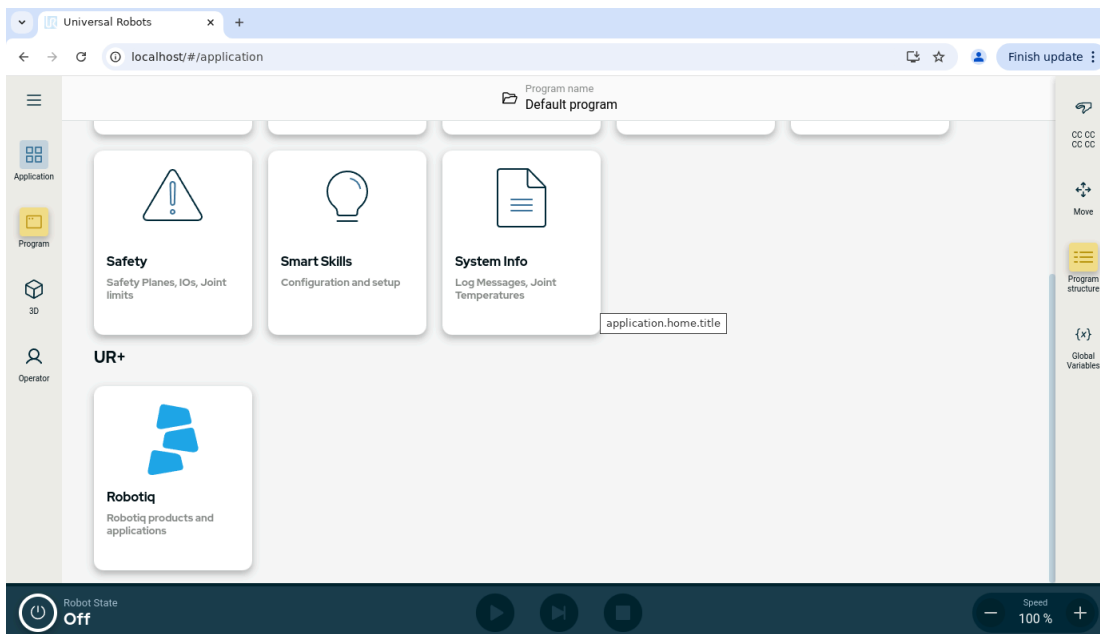 Universal Robots
localhost/#/application
Finish update
Program name
Default program
Application
Program
3D
Operator
Safety
Safety Planes, IOs, Joint
limits
Smart Skills
Configuration and setup
System Info
Log Messages, Joint
Temperatures
application.home.title
UR+
Robotiq
Robotiq products and
applications
CC CC
CC CC
Move
Program
structure
{x}
Global
Variables
Robot State
Off
Speed
100 %